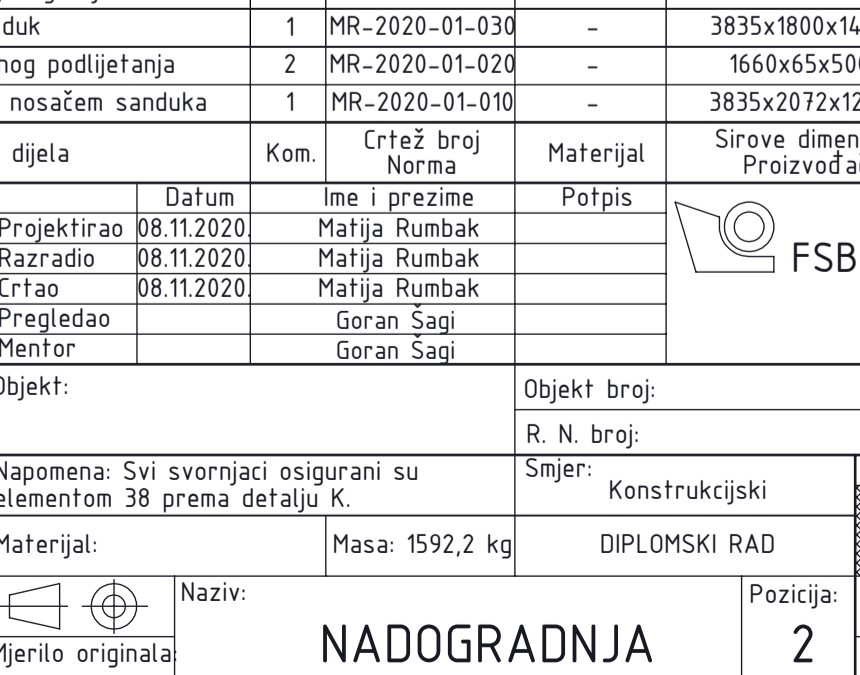 duk 1 MR-2020-01-030 - 3835x1800x14
nog podlijetanja 2 MR-2020-01-020 - 1660x65x500
nosačem sanduka 1 MR-2020-01-010 - 3835x2072x12
dijela Kom. Crtež broj Materijal Sirove dimen
Norma Proizvođa
Datum Ime i prezime Potpis
Projektirao 08.11.2020. Matija Rumbak
Razradio 08.11.2020. Matija Rumbak
FSB
Crtao 08.11.2020. Matija Rumbak
Pregledao Goran Šagi
Mentor Goran Šagi
Objekt: Objekt broj:
R. N. broj:
Napomena: Svi svornjaci osigurani su
elementom 38 prema detalju K.
Smjer:
Konstrukcijski
Materijal: Masa: 1592,2 kg DIPLOMSKI RAD
Naziv: Pozicija:
NADOGRADNJA 2
Mjerilo originala: